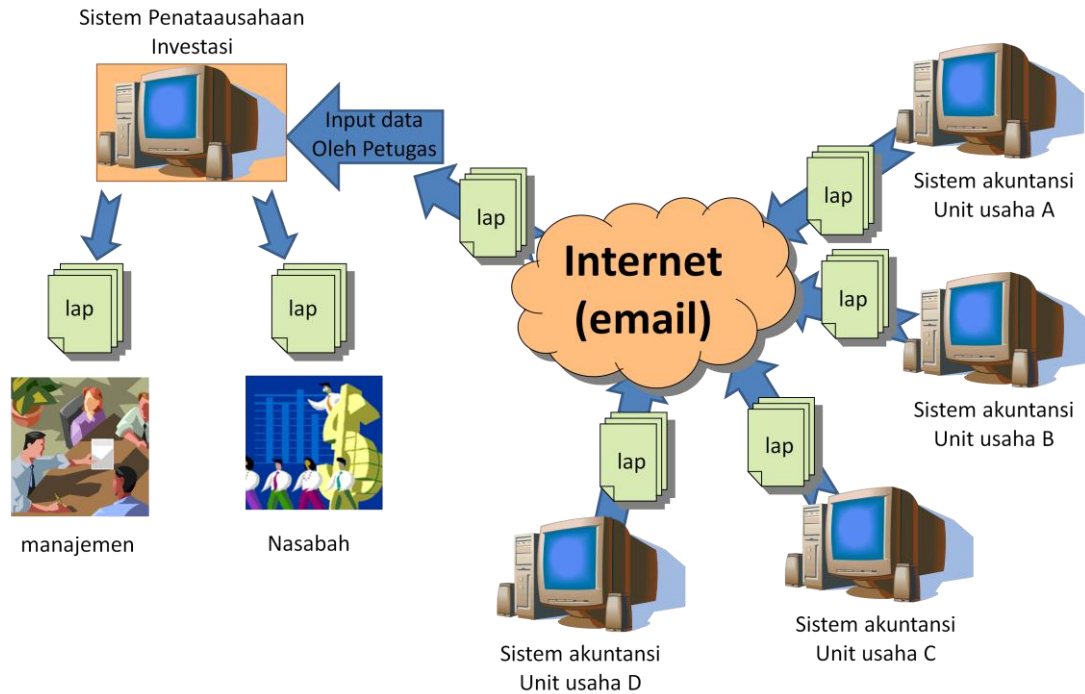 Sistem Penataausahaan
Investasi
Input data
Oleh Petugas
lap
Internet
(email)
lap
Sistem akuntansi
Unit usaha A
lap
Sistem akuntansi
Unit usaha B
lap
lap
manajemen
Nasabah
lap
lap
Sistem akuntansi
Unit usaha C
Sistem akuntansi
Unit usaha D